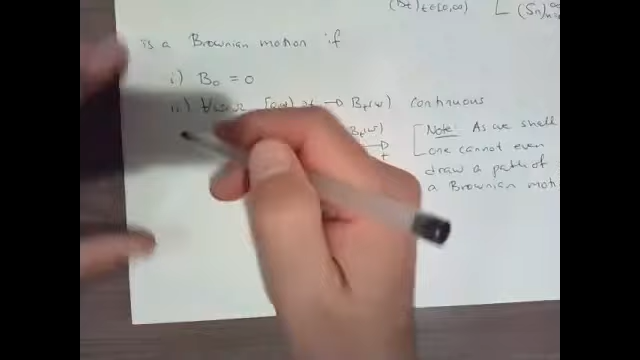 (Bt)t∈[0,∞) (Sn)
is a Brownian motion if
i) B₀ = 0
ii) → Bt(ω) continuous
Bt(ω)
t
Note: As we shall
one cannot even
draw a path of
a Brownian moti